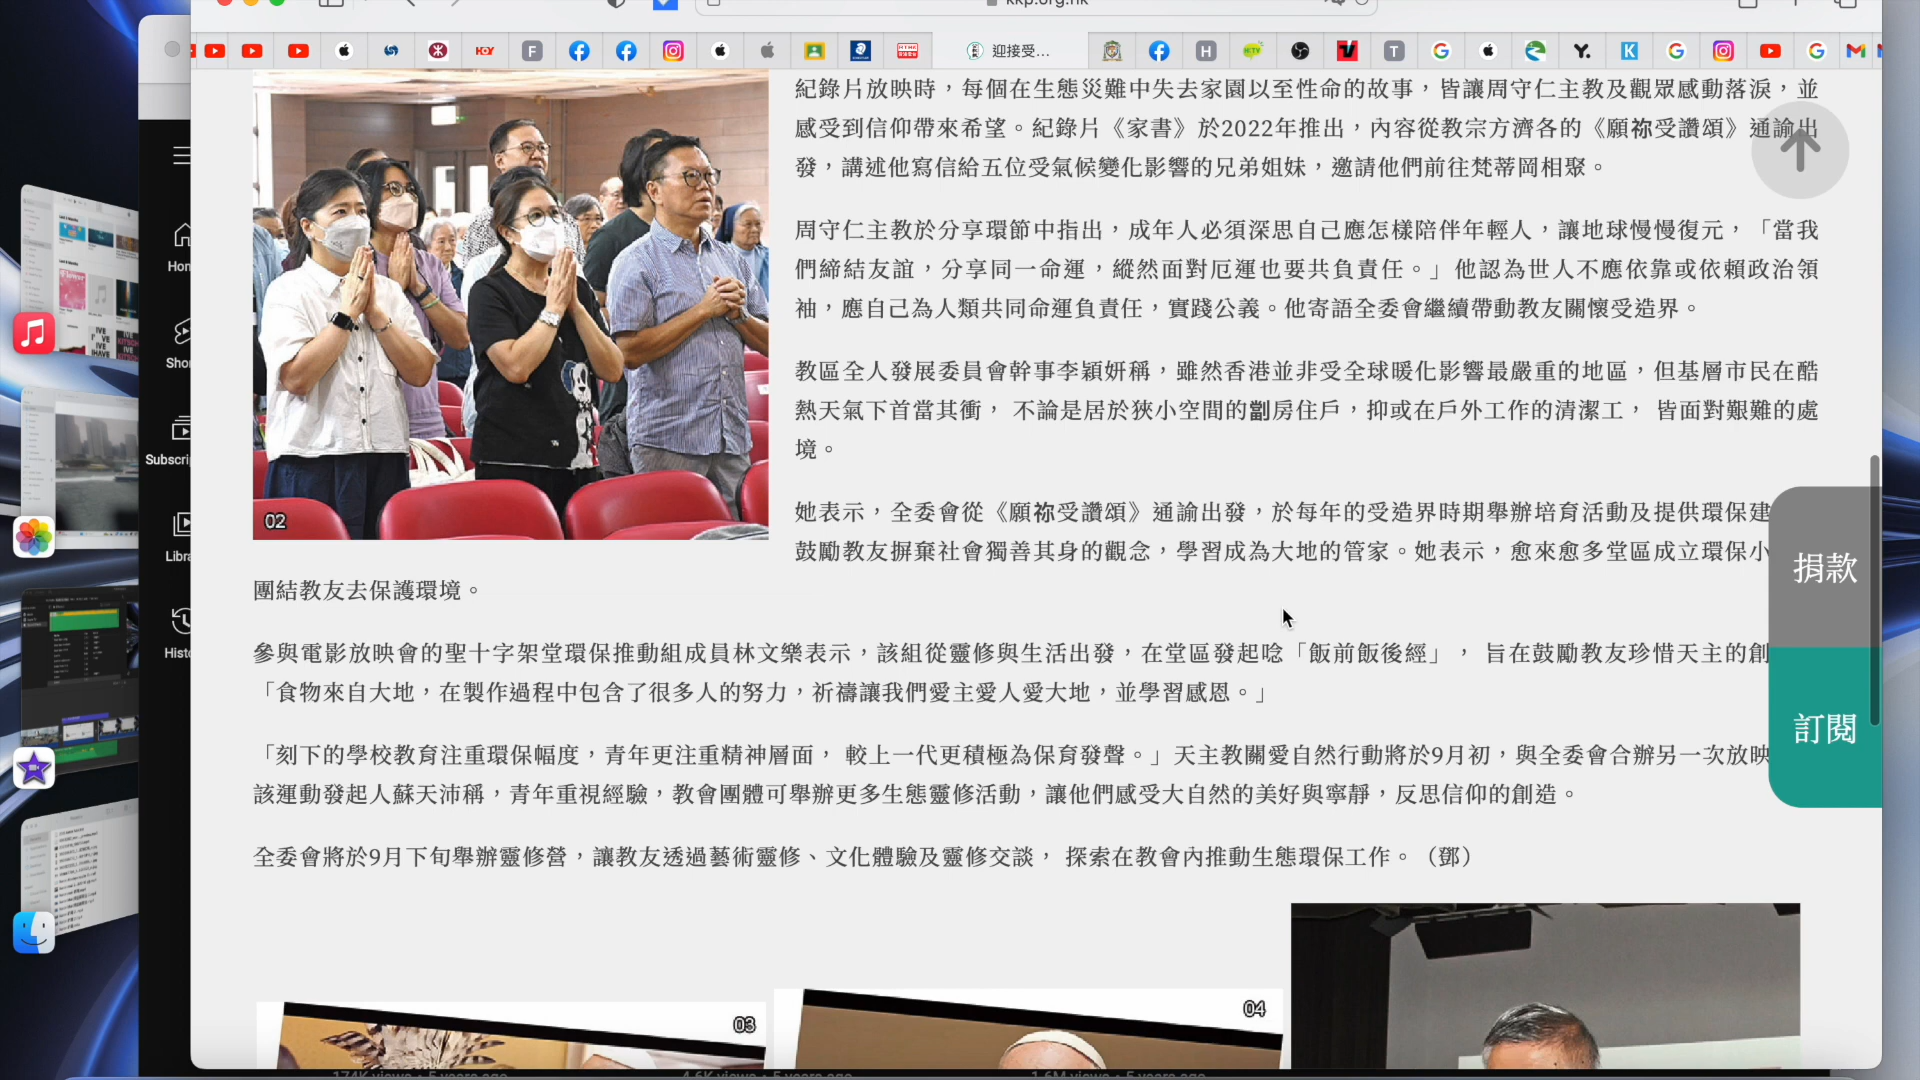 kkp.org.hk
迎接受...
紀錄片放映時，每個在生態災難中失去家園以至性命的故事，皆讓周守仁主教及觀眾感動落淚，並
感受到信仰帶來希望。紀錄片《家書》於2022年推出，內容從教宗方濟各的《願祢受讚頌》通諭出
發，講述他寫信給五位受氣候變化影響的兄弟姐妹，邀請他們前往梵蒂岡相聚。
周守仁主教於分享環節中指出，成年人必須深思自己應怎樣陪伴年輕人，讓地球慢慢復元，「當我
們締結友誼，分享同一命運，縱然面對厄運也要共負責任。」他認為世人不應依靠或依賴政治領
袖，應自己為人類共同命運負責任，實踐公義。他寄語全委會繼續帶動教友關懷受造界。
教區全人發展委員會幹事李穎妍稱，雖然香港並非受全球暖化影響最嚴重的地區，但基層市民在酷
熱天氣下首當其衝， 不論是居於狹小空間的劏房住戶，抑或在戶外工作的清潔工， 皆面對艱難的處
境。
她表示，全委會從《願祢受讚頌》通諭出發，於每年的受造界時期舉辦培育活動及提供環保建
鼓勵教友摒棄社會獨善其身的觀念，學習成為大地的管家。她表示，愈來愈多堂區成立環保小
團結教友去保護環境。
參與電影放映會的聖十字架堂環保推動組成員林文樂表示，該組從靈修與生活出發，在堂區發起唸「飯前飯後經」， 旨在鼓勵教友珍惜天主的創
「食物來自大地，在製作過程中包含了很多人的努力，祈禱讓我們愛主愛人愛大地，並學習感恩。」
「刻下的學校教育注重環保幅度，青年更注重精神層面， 較上一代更積極為保育發聲。」天主教關愛自然行動將於9月初，與全委會合辦另一次放映
該運動發起人蘇天沛稱，青年重視經驗，教會團體可舉辦更多生態靈修活動，讓他們感受大自然的美好與寧靜，反思信仰的創造。
全委會將於9月下旬舉辦靈修營，讓教友透過藝術靈修、文化體驗及靈修交談， 探索在教會內推動生態環保工作。（鄧）
02
捐款
訂閱
03
04
Hom
Shor
Subscrip
Libra
Histo
174K views • 5 years ago
4.6K views • 5 years ago
1.6M views • 5 years ago